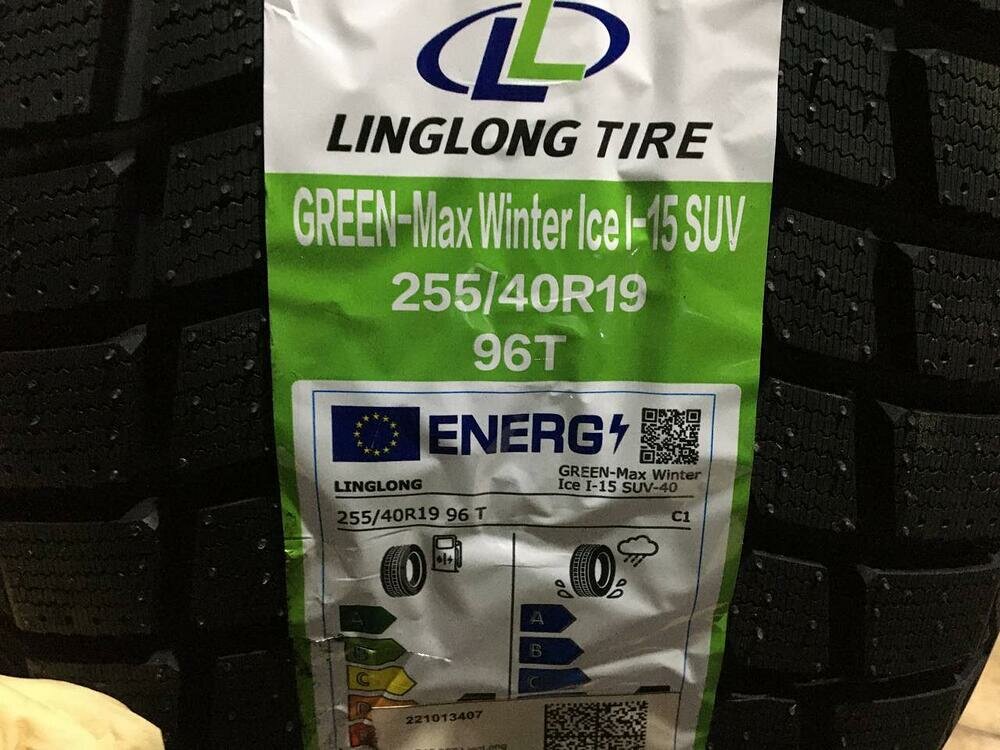 LL
LINGLONG TIRE
GREEN-Max Winter Ice I-15 SUV
255/40R19
96T
ENERG
LINGLONG
GREEN-Max Winter
Ice I-15 SUV-40
255/40R19 96 T
C1
A
B
C
D
A
B
C
221013407